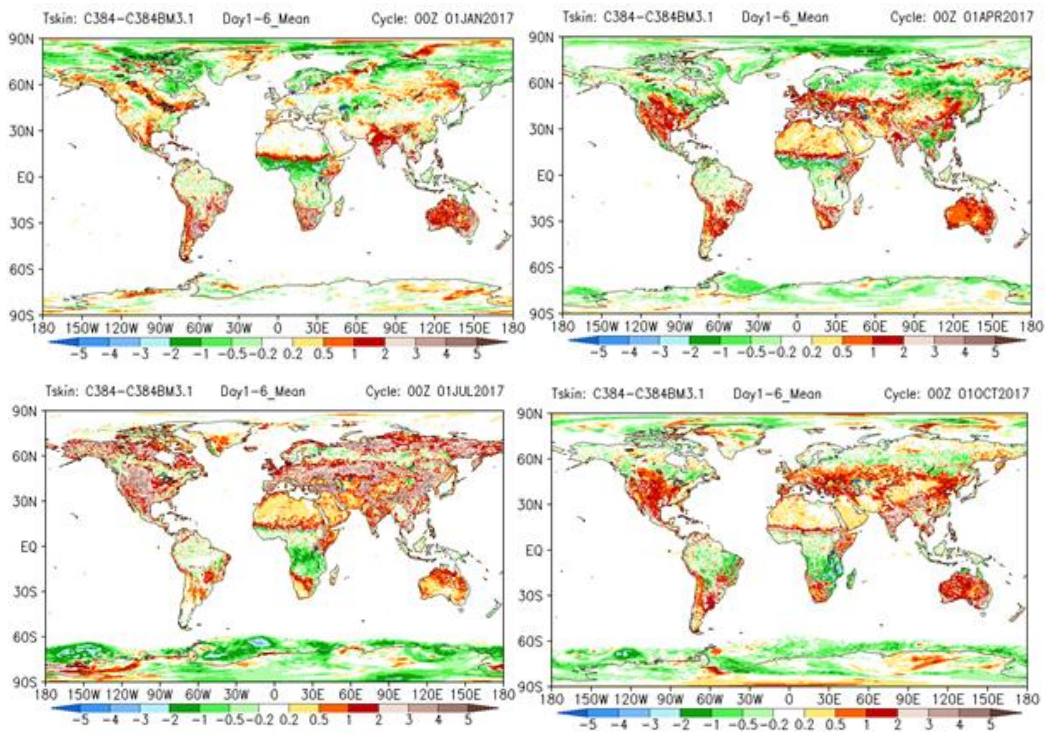 Tskin: C384-C384BM3.1 Day1-6_Mean Cycle: 00Z 01JAN2017
90N
60N
30N
EQ
30S
60S
90S
180 150W 120W 90W 60W 30W 0 30E 60E 90E 120E 150E 180
-5 -4 -3 -2 -1 -0.5 -0.2 0.2 0.5 1 2 3 4 5
Tskin: C384-C384BM3.1 Day1-6_Mean Cycle: 00Z 01APR2017
90N
60N
30N
EQ
30S
60S
90S
180 150W 120W 90W 60W 30W 0 30E 60E 90E 120E 150E 180
-5 -4 -3 -2 -1 -0.5 -0.2 0.2 0.5 1 2 3 4 5
Tskin: C384-C384BM3.1 Day1-6_Mean Cycle: 00Z 01JUL2017
90N
60N
30N
EQ
30S
60S
90S
180 150W 120W 90W 60W 30W 0 30E 60E 90E 120E 150E 180
-5 -4 -3 -2 -1 -0.5 -0.2 0.2 0.5 1 2 3 4 5
Tskin: C384-C384BM3.1 Day1-6_Mean Cycle: 00Z 01OCT2017
90N
60N
30N
EQ
30S
60S
90S
180 150W 120W 90W 60W 30W 0 30E 60E 90E 120E 150E 180
-5 -4 -3 -2 -1 -0.5 -0.2 0.2 0.5 1 2 3 4 5